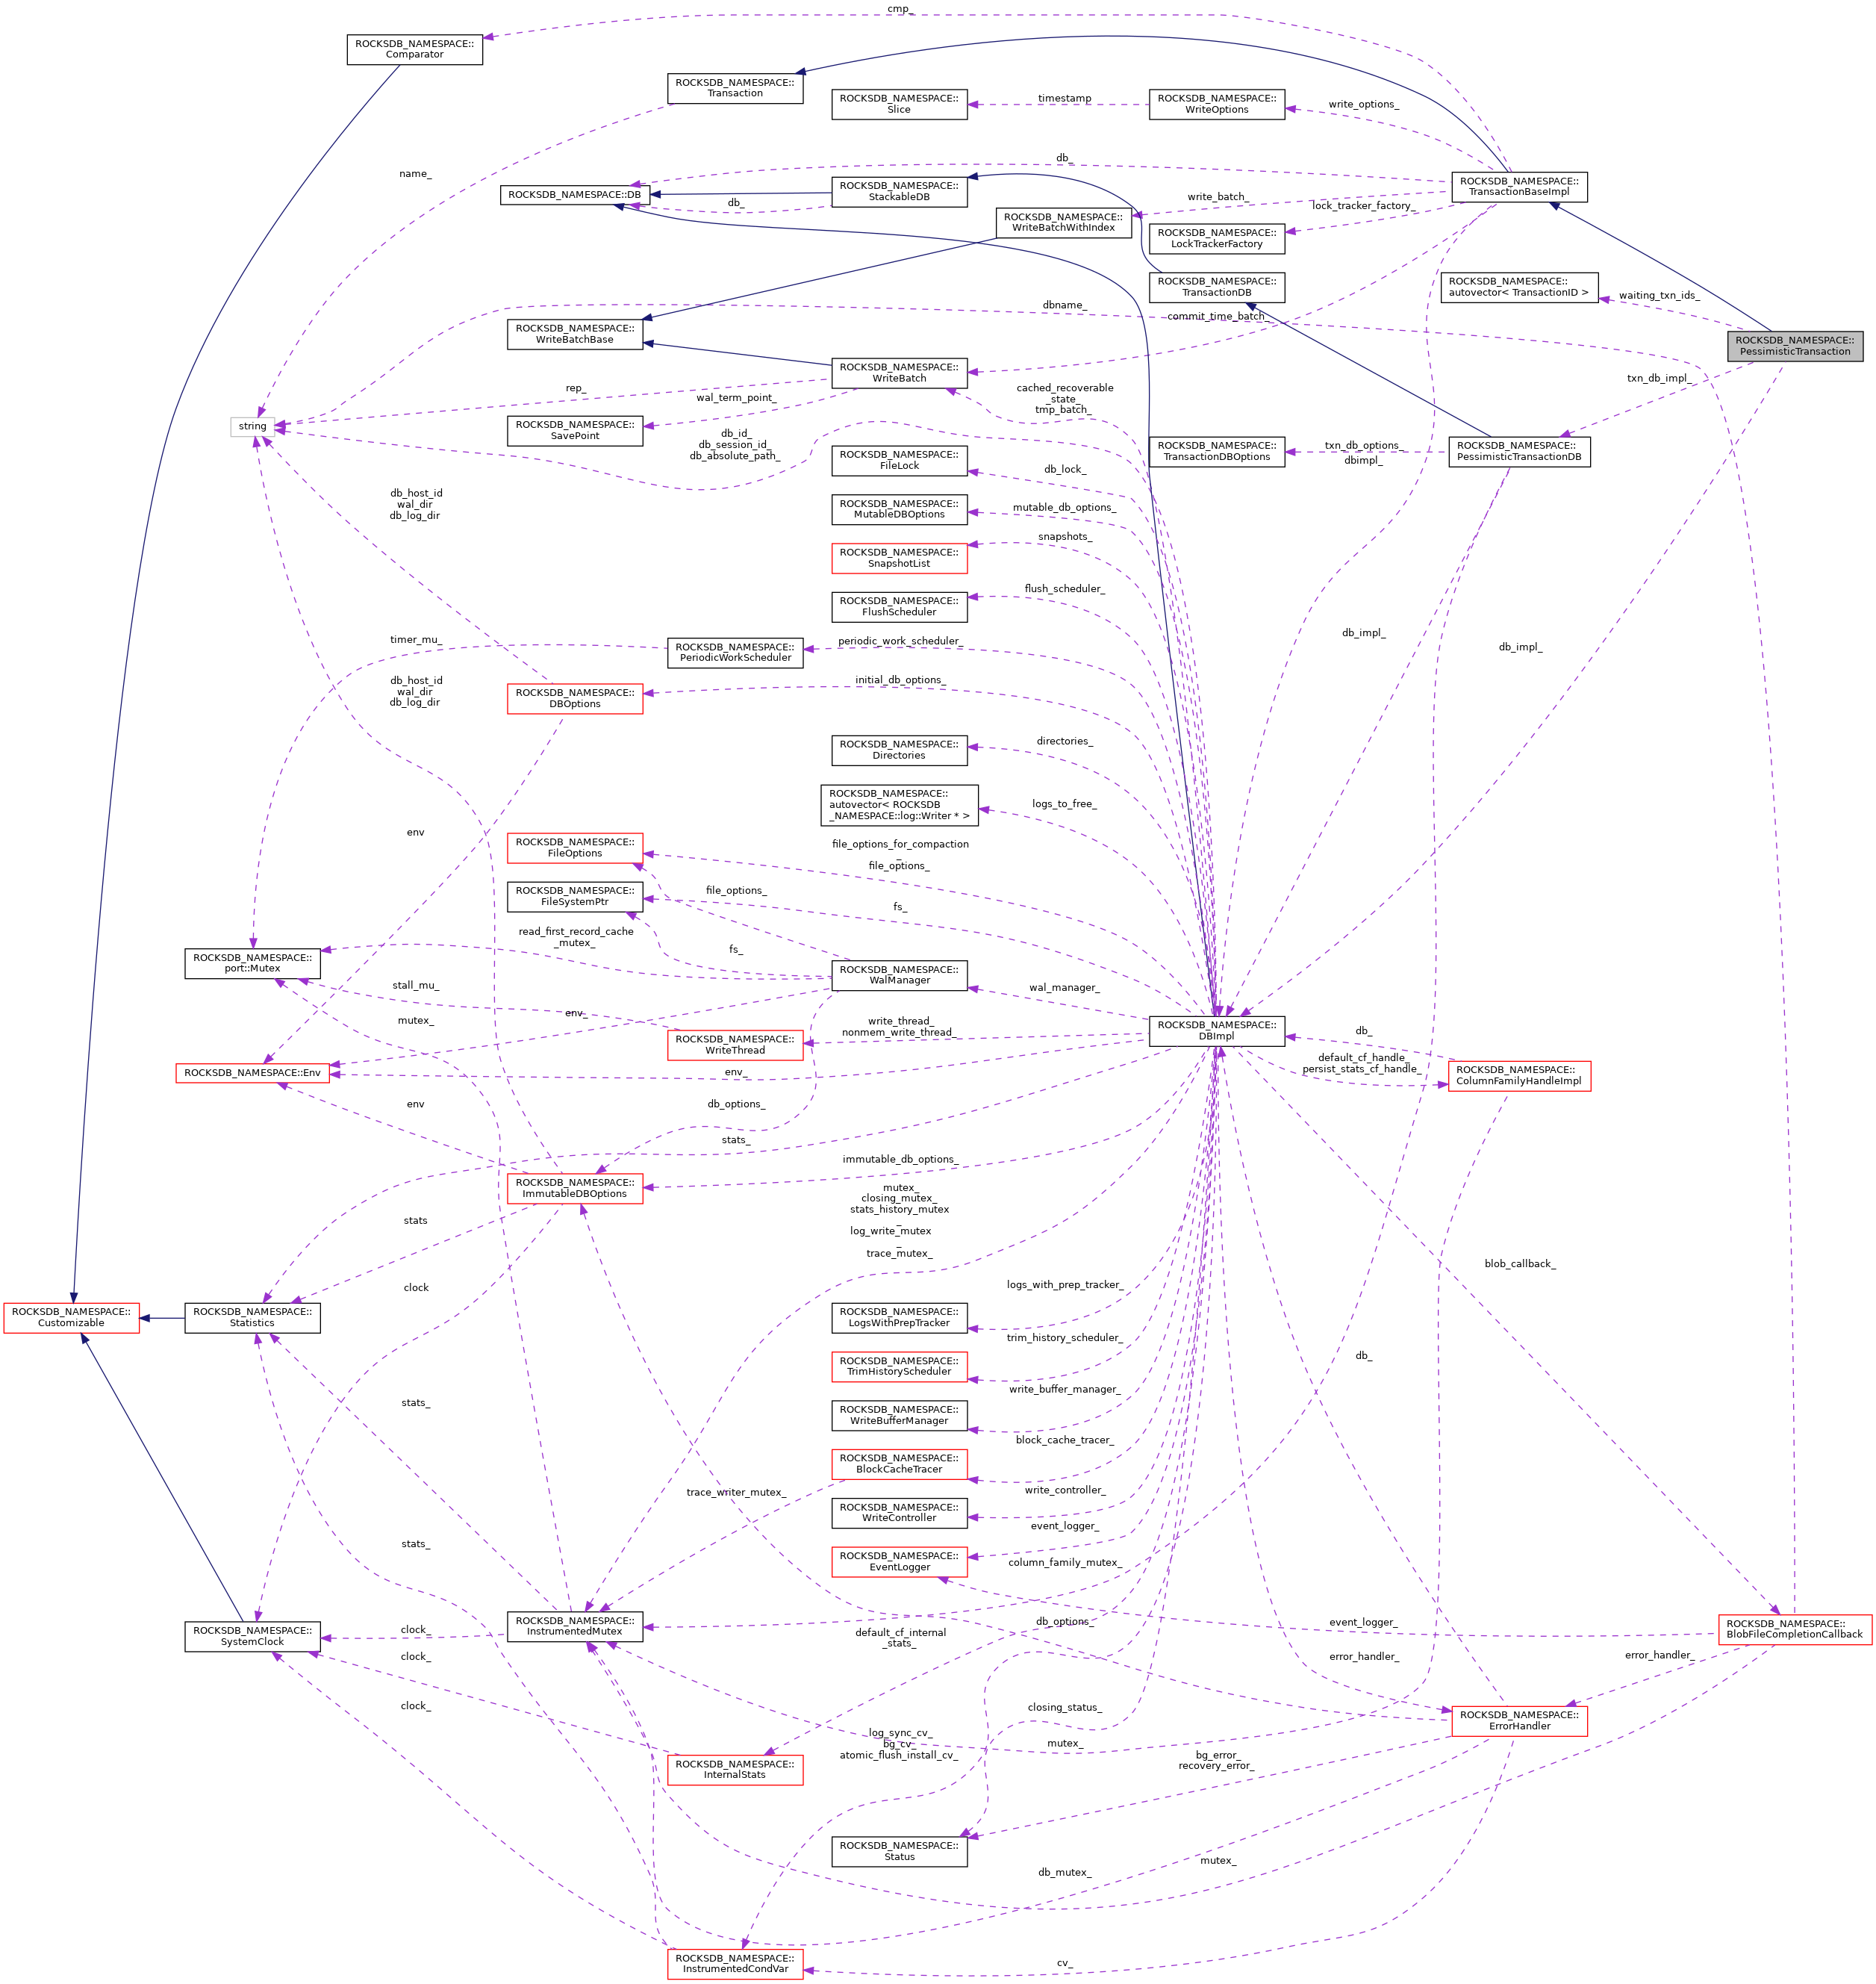 cmp_
ROCKSDB_NAMESPACE::
Comparator
ROCKSDB_NAMESPACE::
Transaction
ROCKSDB_NAMESPACE::
Slice
timestamp
ROCKSDB_NAMESPACE::
WriteOptions
write_options_
name_
db_
ROCKSDB_NAMESPACE::DB
db_
ROCKSDB_NAMESPACE::
StackableDB
ROCKSDB_NAMESPACE::
TransactionBaseImpl
write_batch_
ROCKSDB_NAMESPACE::
WriteBatchWithIndex
lock_tracker_factory_
ROCKSDB_NAMESPACE::
LockTrackerFactory
ROCKSDB_NAMESPACE::
TransactionDB
ROCKSDB_NAMESPACE::
autovector< TransactionID >
waiting_txn_ids_
dbname_
commit_time_batch_
ROCKSDB_NAMESPACE::
WriteBatchBase
ROCKSDB_NAMESPACE::
PessimisticTransaction
ROCKSDB_NAMESPACE::
WriteBatch
rep_
wal_term_point_
cached_recoverable
_state_
tmp_batch_
txn_db_impl_
string
ROCKSDB_NAMESPACE::
SavePoint
db_id_
db_session_id_
db_absolute_path_
ROCKSDB_NAMESPACE::
FileLock
db_lock_
ROCKSDB_NAMESPACE::
TransactionDBOptions
txn_db_options_
dbimpl_
ROCKSDB_NAMESPACE::
PessimisticTransactionDB
db_host_id
wal_dir
db_log_dir
ROCKSDB_NAMESPACE::
MutableDBOptions
mutable_db_options_
ROCKSDB_NAMESPACE::
SnapshotList
snapshots_
ROCKSDB_NAMESPACE::
FlushScheduler
flush_scheduler_
timer_mu_
ROCKSDB_NAMESPACE::
PeriodicWorkScheduler
periodic_work_scheduler_
db_impl_
db_impl_
db_host_id
wal_dir
db_log_dir
ROCKSDB_NAMESPACE::
DBOptions
initial_db_options_
ROCKSDB_NAMESPACE::
Directories
directories_
ROCKSDB_NAMESPACE::
autovector< ROCKSDB
_NAMESPACE::log::Writer * >
logs_to_free_
env
ROCKSDB_NAMESPACE::
FileOptions
file_options_for_compaction
_
file_options_
ROCKSDB_NAMESPACE::
FileSystemPtr
file_options_
fs_
read_first_record_cache
_mutex_
fs_
ROCKSDB_NAMESPACE::
port::Mutex
ROCKSDB_NAMESPACE::
WalManager
wal_manager_
stall_mu_
mutex_
env_
ROCKSDB_NAMESPACE::
WriteThread
write_thread_
nonmem_write_thread_
ROCKSDB_NAMESPACE::
DBImpl
db_
default_cf_handle_
persist_stats_cf_handle_
ROCKSDB_NAMESPACE::
ColumnFamilyHandleImpl
ROCKSDB_NAMESPACE::Env
env_
env
db_options_
stats_
ROCKSDB_NAMESPACE::
ImmutableDBOptions
immutable_db_options_
mutex_
closing_mutex_
stats_history_mutex
_
log_write_mutex
_
trace_mutex_
stats
clock
blob_callback_
logs_with_prep_tracker_
ROCKSDB_NAMESPACE::
Customizable
ROCKSDB_NAMESPACE::
Statistics
ROCKSDB_NAMESPACE::
LogsWithPrepTracker
trim_history_scheduler_
ROCKSDB_NAMESPACE::
TrimHistoryScheduler
db_
write_buffer_manager_
ROCKSDB_NAMESPACE::
WriteBufferManager
stats_
block_cache_tracer_
ROCKSDB_NAMESPACE::
BlockCacheTracer
trace_writer_mutex_
write_controller_
ROCKSDB_NAMESPACE::
WriteController
event_logger_
stats_
ROCKSDB_NAMESPACE::
EventLogger
column_family_mutex_
ROCKSDB_NAMESPACE::
SystemClock
clock_
ROCKSDB_NAMESPACE::
InstrumentedMutex
db_options_
default_cf_internal
_stats_
event_logger_
ROCKSDB_NAMESPACE::
BlobFileCompletionCallback
clock_
error_handler_
error_handler_
clock_
closing_status_
ROCKSDB_NAMESPACE::
ErrorHandler
log_sync_cv_
bg_cv_
atomic_flush_install_cv_
mutex_
bg_error_
recovery_error_
ROCKSDB_NAMESPACE::
InternalStats
ROCKSDB_NAMESPACE::
Status
db_mutex_
mutex_
ROCKSDB_NAMESPACE::
InstrumentedCondVar
cv_